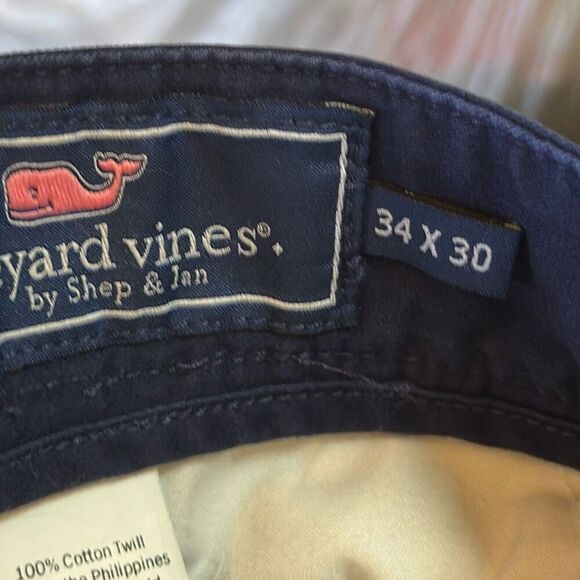 yard vines®.
by Shep & Ian
34 X 30
100% Cotton Twill
the Philippines